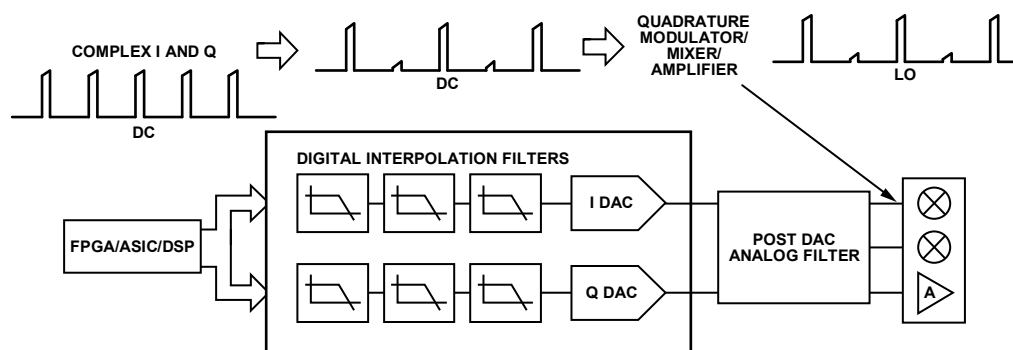 COMPLEX I AND Q
DC
DC
QUADRATURE
MODULATOR/
MIXER/
AMPLIFIER
LO
DIGITAL INTERPOLATION FILTERS
FPGA/ASIC/DSP
I DAC
Q DAC
POST DAC
ANALOG FILTER
A